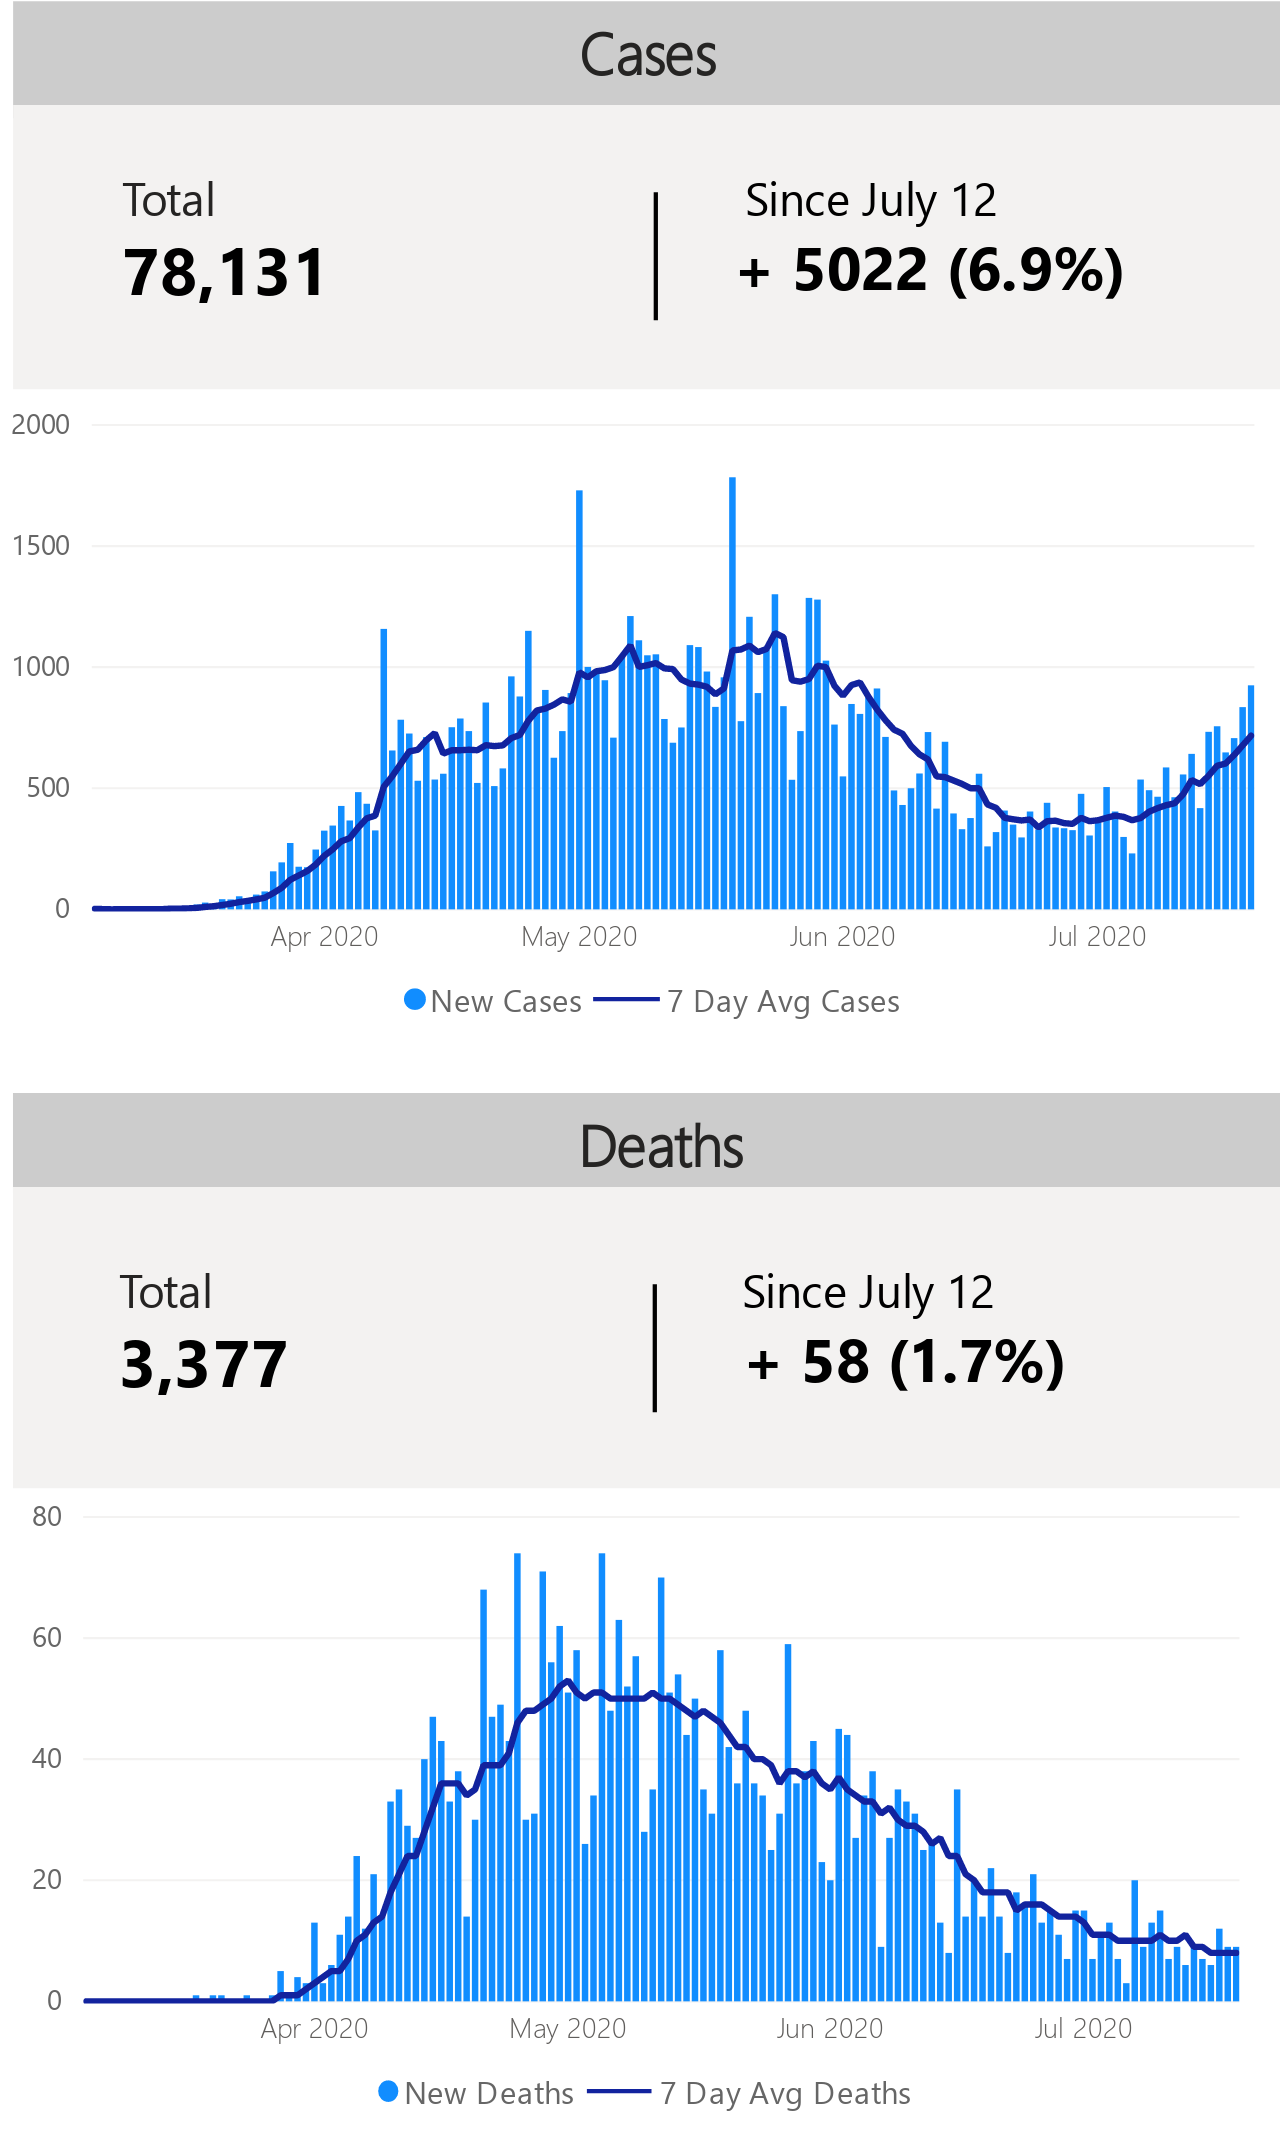 Cases
Total
Since July 12
78,131
+ 5022 (6.9%)
2000
1500
1000
500
0
Apr 2020
May 2020
Jun 2020
Jul 2020
New Cases
7 Day Avg Cases
Deaths
Total
Since July 12
3,377
+ 58 (1.7%)
80
60
40
20
0
Apr 2020
May 2020
Jun 2020
Jul 2020
New Deaths
7 Day Avg Deaths